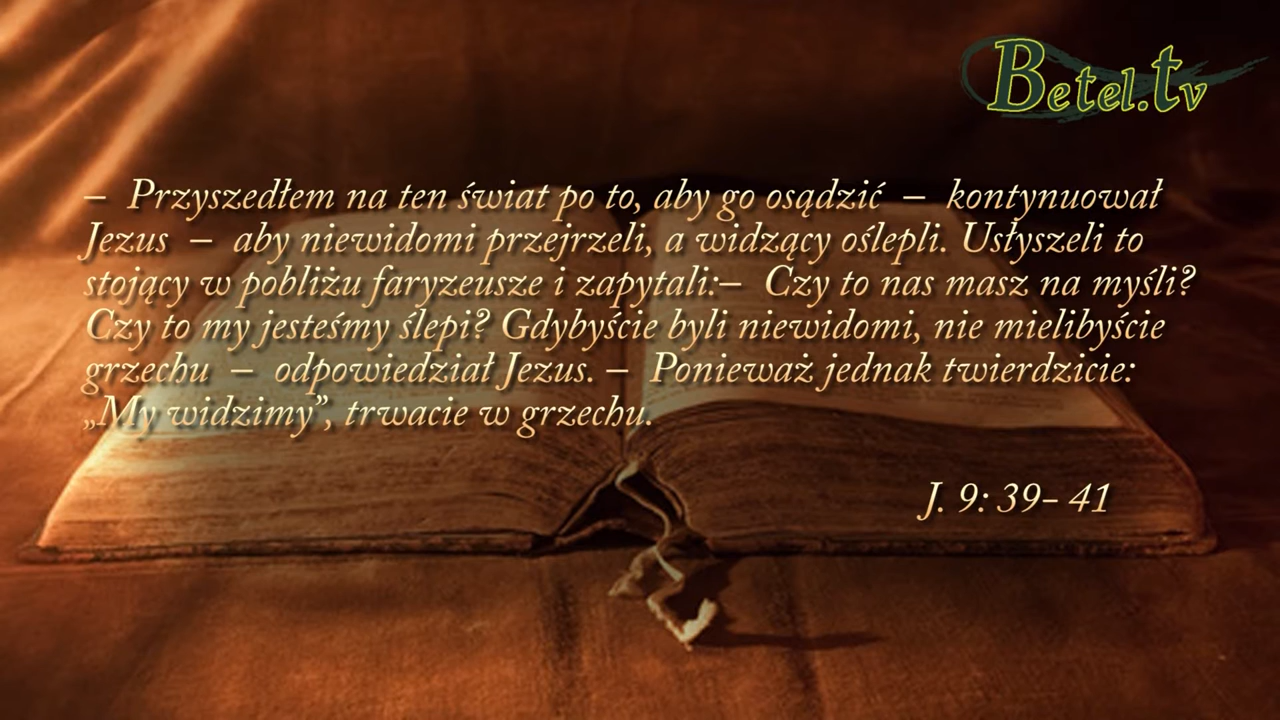 Betel.tv
– Przyszedłem na ten świat po to, aby go osądzić – kontynuował
Jezus – aby niewidomi przejrzeli, a widzący oślepli. Usłyszeli to
stojący w pobliżu faryzeusze i zapytali:– Czy to nas masz na myśli?
Czy to my jesteśmy ślepi? Gdybyście byli niewidomi, nie mielibyście
grzechu – odpowiedział Jezus. – Ponieważ jednak twierdzicie:
„My widzimy”, trwacie w grzechu.
J. 9: 39– 41